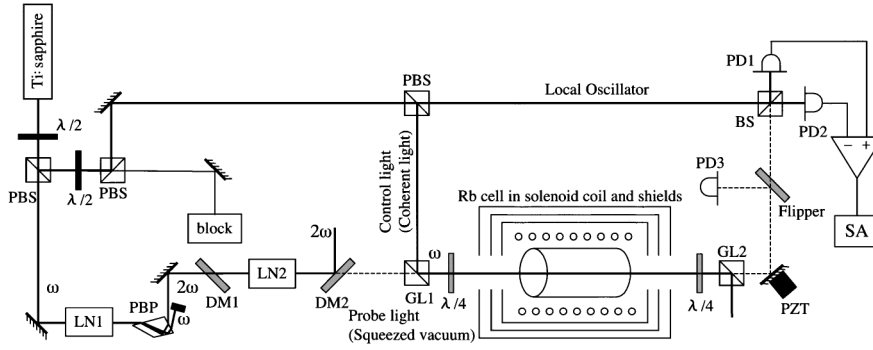 Ti: sapphire
λ/2
PBS
λ/2
PBS
block
PBS
Local Oscillator
PD1
BS
PD2
− +
SA
PD3
Flipper
Control light
(Coherent light)
Rb cell in solenoid coil and shields
ω
2ω
ω
LN1
PBP
2ω
ω
DM1
LN2
DM2
GL1
λ/4
Probe light
(Squeezed vacuum)
λ/4
GL2
PZT